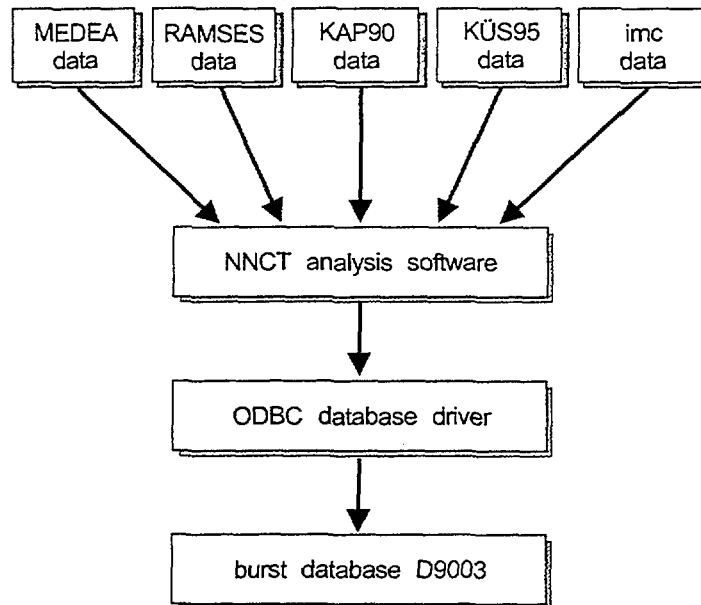 MEDEA
data
RAMSES
data
KAP90
data
KÜS95
data
imc
data
NNCT analysis software
ODBC database driver
burst database D9003